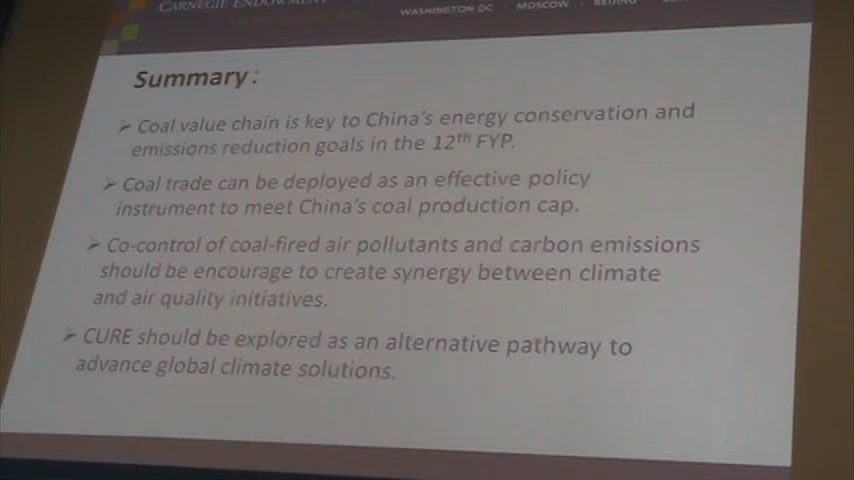 CARNEGIE ENDOWMENT
WASHINGTON DC · MOSCOW · BEIJING
Summary:
➢ Coal value chain is key to China's energy conservation and
emissions reduction goals in the 12th FYP.
➢ Coal trade can be deployed as an effective policy
instrument to meet China's coal production cap.
➢ Co-control of coal-fired air pollutants and carbon emissions
should be encourage to create synergy between climate
and air quality initiatives.
➢ CURE should be explored as an alternative pathway to
advance global climate solutions.